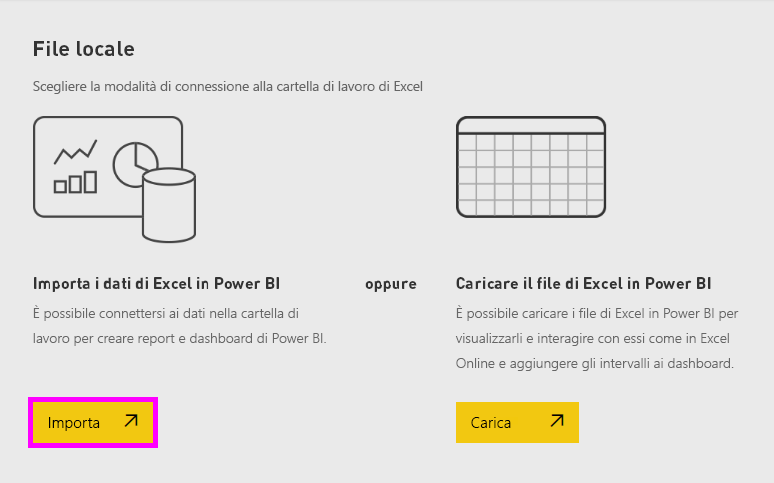 File locale
Scegliere la modalità di connessione alla cartella di lavoro di Excel
Importa i dati di Excel in Power BI
È possibile connettersi ai dati nella cartella di
lavoro per creare report e dashboard di Power BI.
Importa
oppure
Caricare il file di Excel in Power BI
È possibile caricare i file di Excel in Power BI per
visualizzarli e interagire con essi come in Excel
Online e aggiungere gli intervalli ai dashboard.
Carica